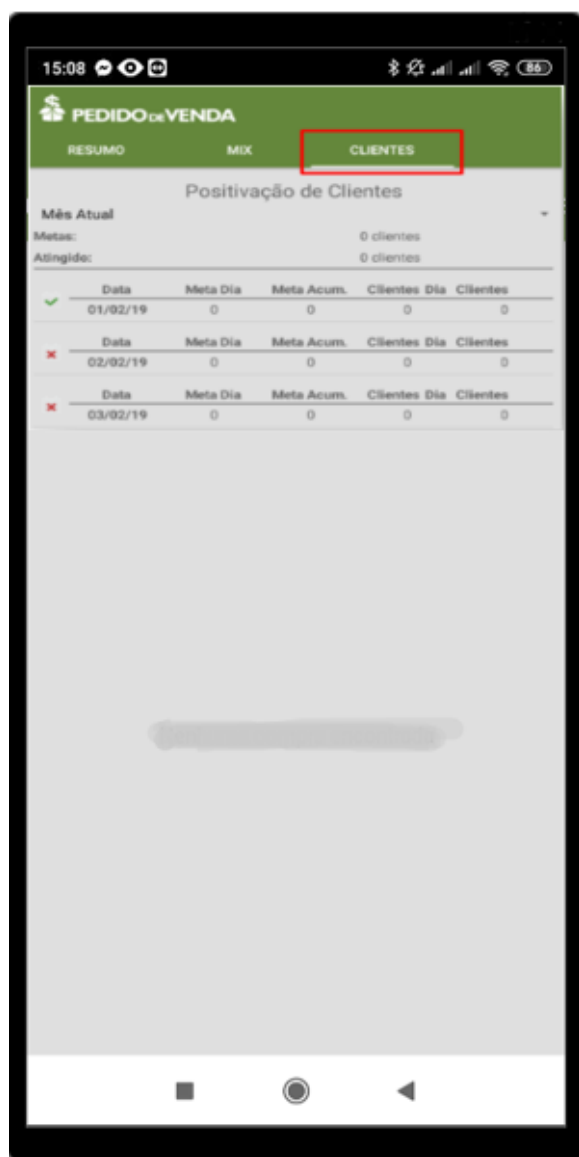 15:08 86
PEDIDO DE VENDA
RESUMO MIX CLIENTES
Positivação de Clientes
Mês Atual
Metas: 0 clientes
Atingido: 0 clientes
Data Meta Dia Meta Acum. Clientes Dia Clientes
01/02/19 0 0 0 0
Data Meta Dia Meta Acum. Clientes Dia Clientes
02/02/19 0 0 0 0
Data Meta Dia Meta Acum. Clientes Dia Clientes
03/02/19 0 0 0 0